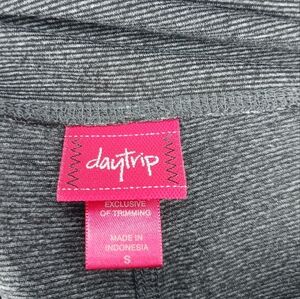 daytrip
EXCLUSIVE
OF TRIMMING
MADE IN
INDONESIA
S